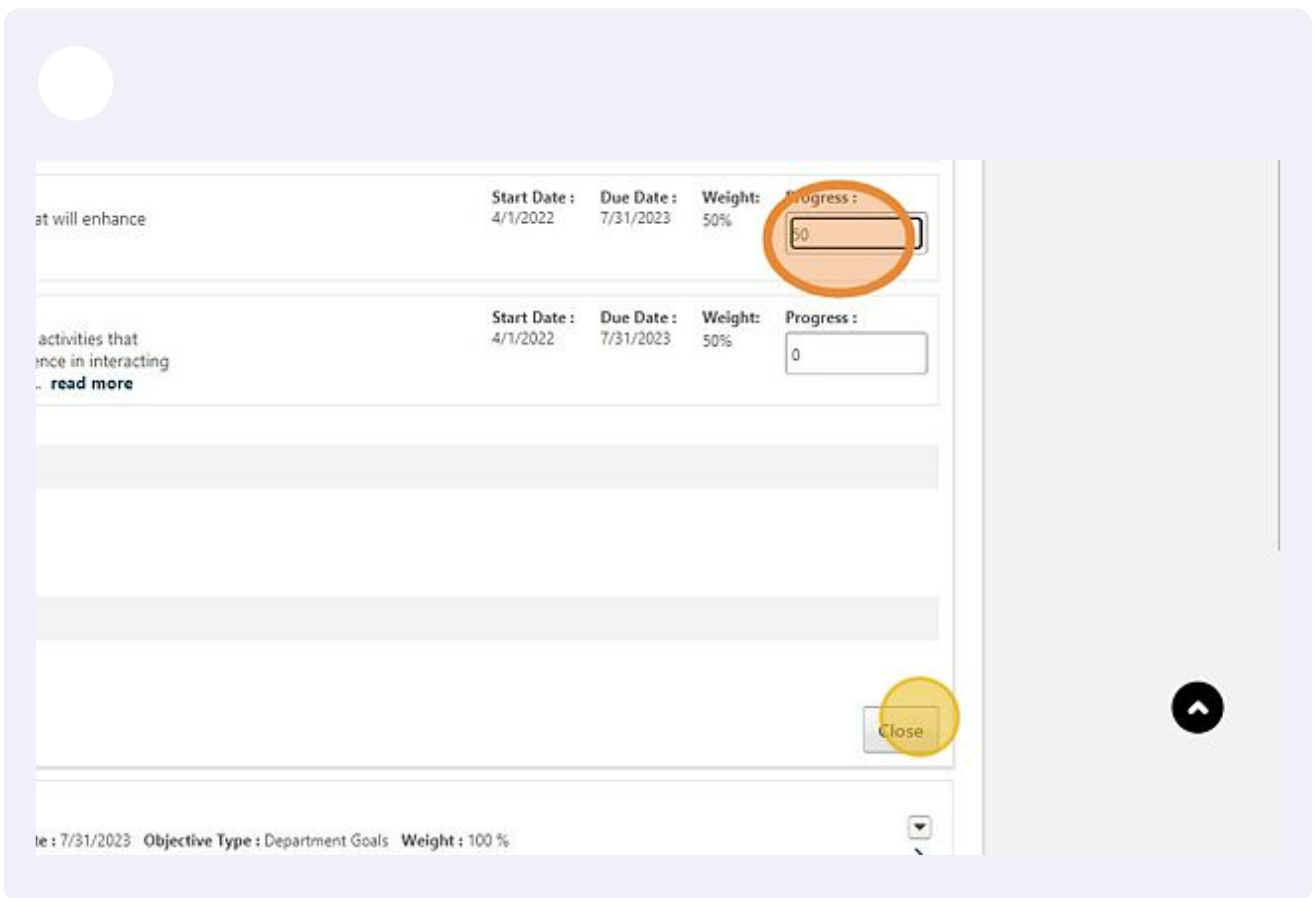 Start Date : Due Date : Weight: Progress :
at will enhance 4/1/2022 7/31/2023 50%
50
Start Date : Due Date : Weight: Progress :
activities that 4/1/2022 7/31/2023 50%
ence in interacting 0
.. read more
Close
te : 7/31/2023 Objective Type : Department Goals Weight : 100 %